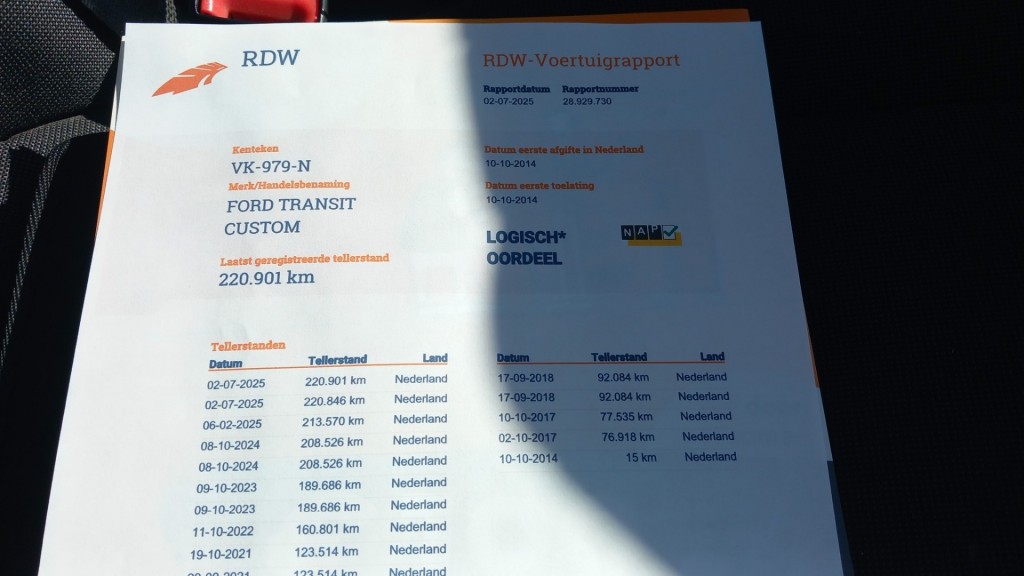 RDW
RDW-Voertuigrapport
Rapportdatum Rapportnummer
02-07-2025 28.929.730
Kenteken
VK-979-N
Merk/Handelsbenaming
FORD TRANSIT
CUSTOM
Laatst geregistreerde tellerstand
220.901 km
Datum eerste afgifte in Nederland
10-10-2014
Datum eerste toelating
10-10-2014
LOGISCH*
OORDEEL
NAP
Tellerstanden
Datum Tellerstand Land
02-07-2025 220.901 km Nederland
02-07-2025 220.846 km Nederland
06-02-2025 213.570 km Nederland
08-10-2024 208.526 km Nederland
08-10-2024 208.526 km Nederland
09-10-2023 189.686 km Nederland
09-10-2023 189.686 km Nederland
11-10-2022 160.801 km Nederland
19-10-2021 123.514 km Nederland
123.514 km Nederland
Datum Tellerstand Land
17-09-2018 92.084 km Nederland
17-09-2018 92.084 km Nederland
10-10-2017 77.535 km Nederland
02-10-2017 76.918 km Nederland
10-10-2014 15 km Nederland